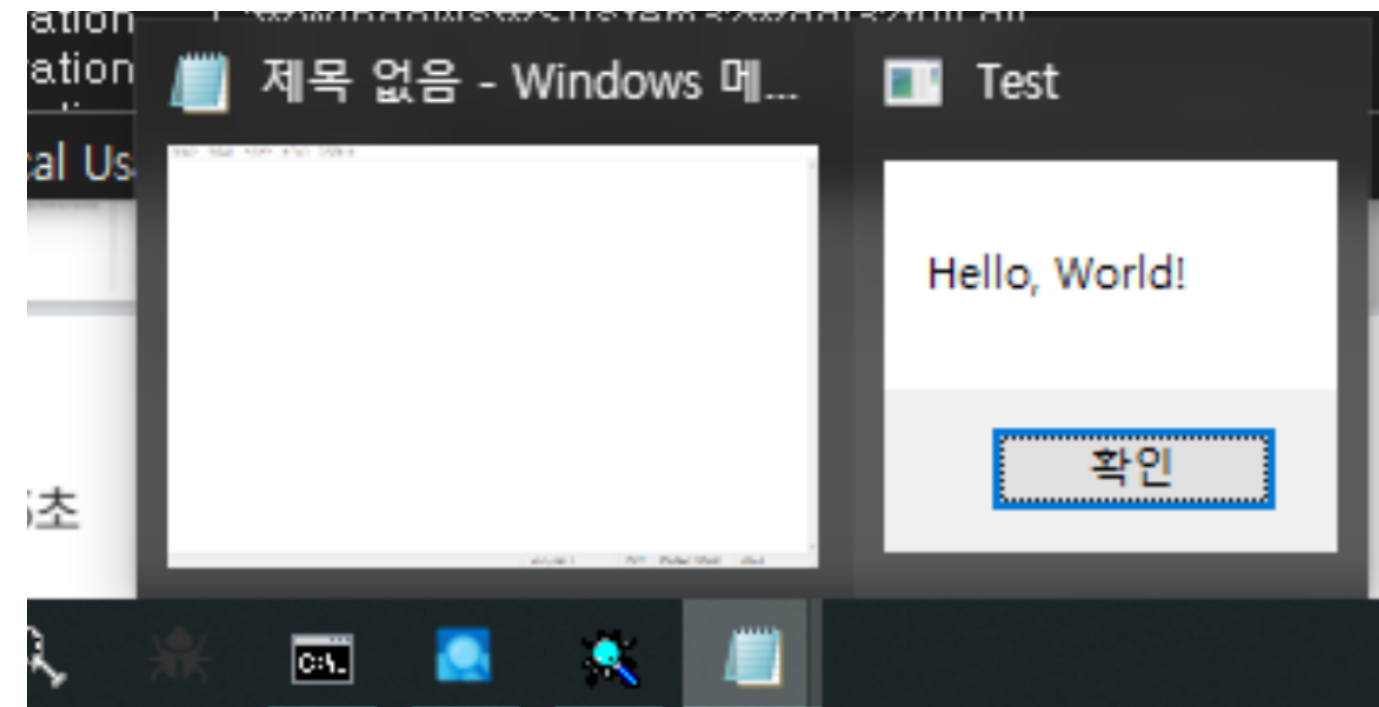 ation
ation
cal Us
제목 없음 - Windows 메...
Test
Hello, World!
확인
초
C:\.